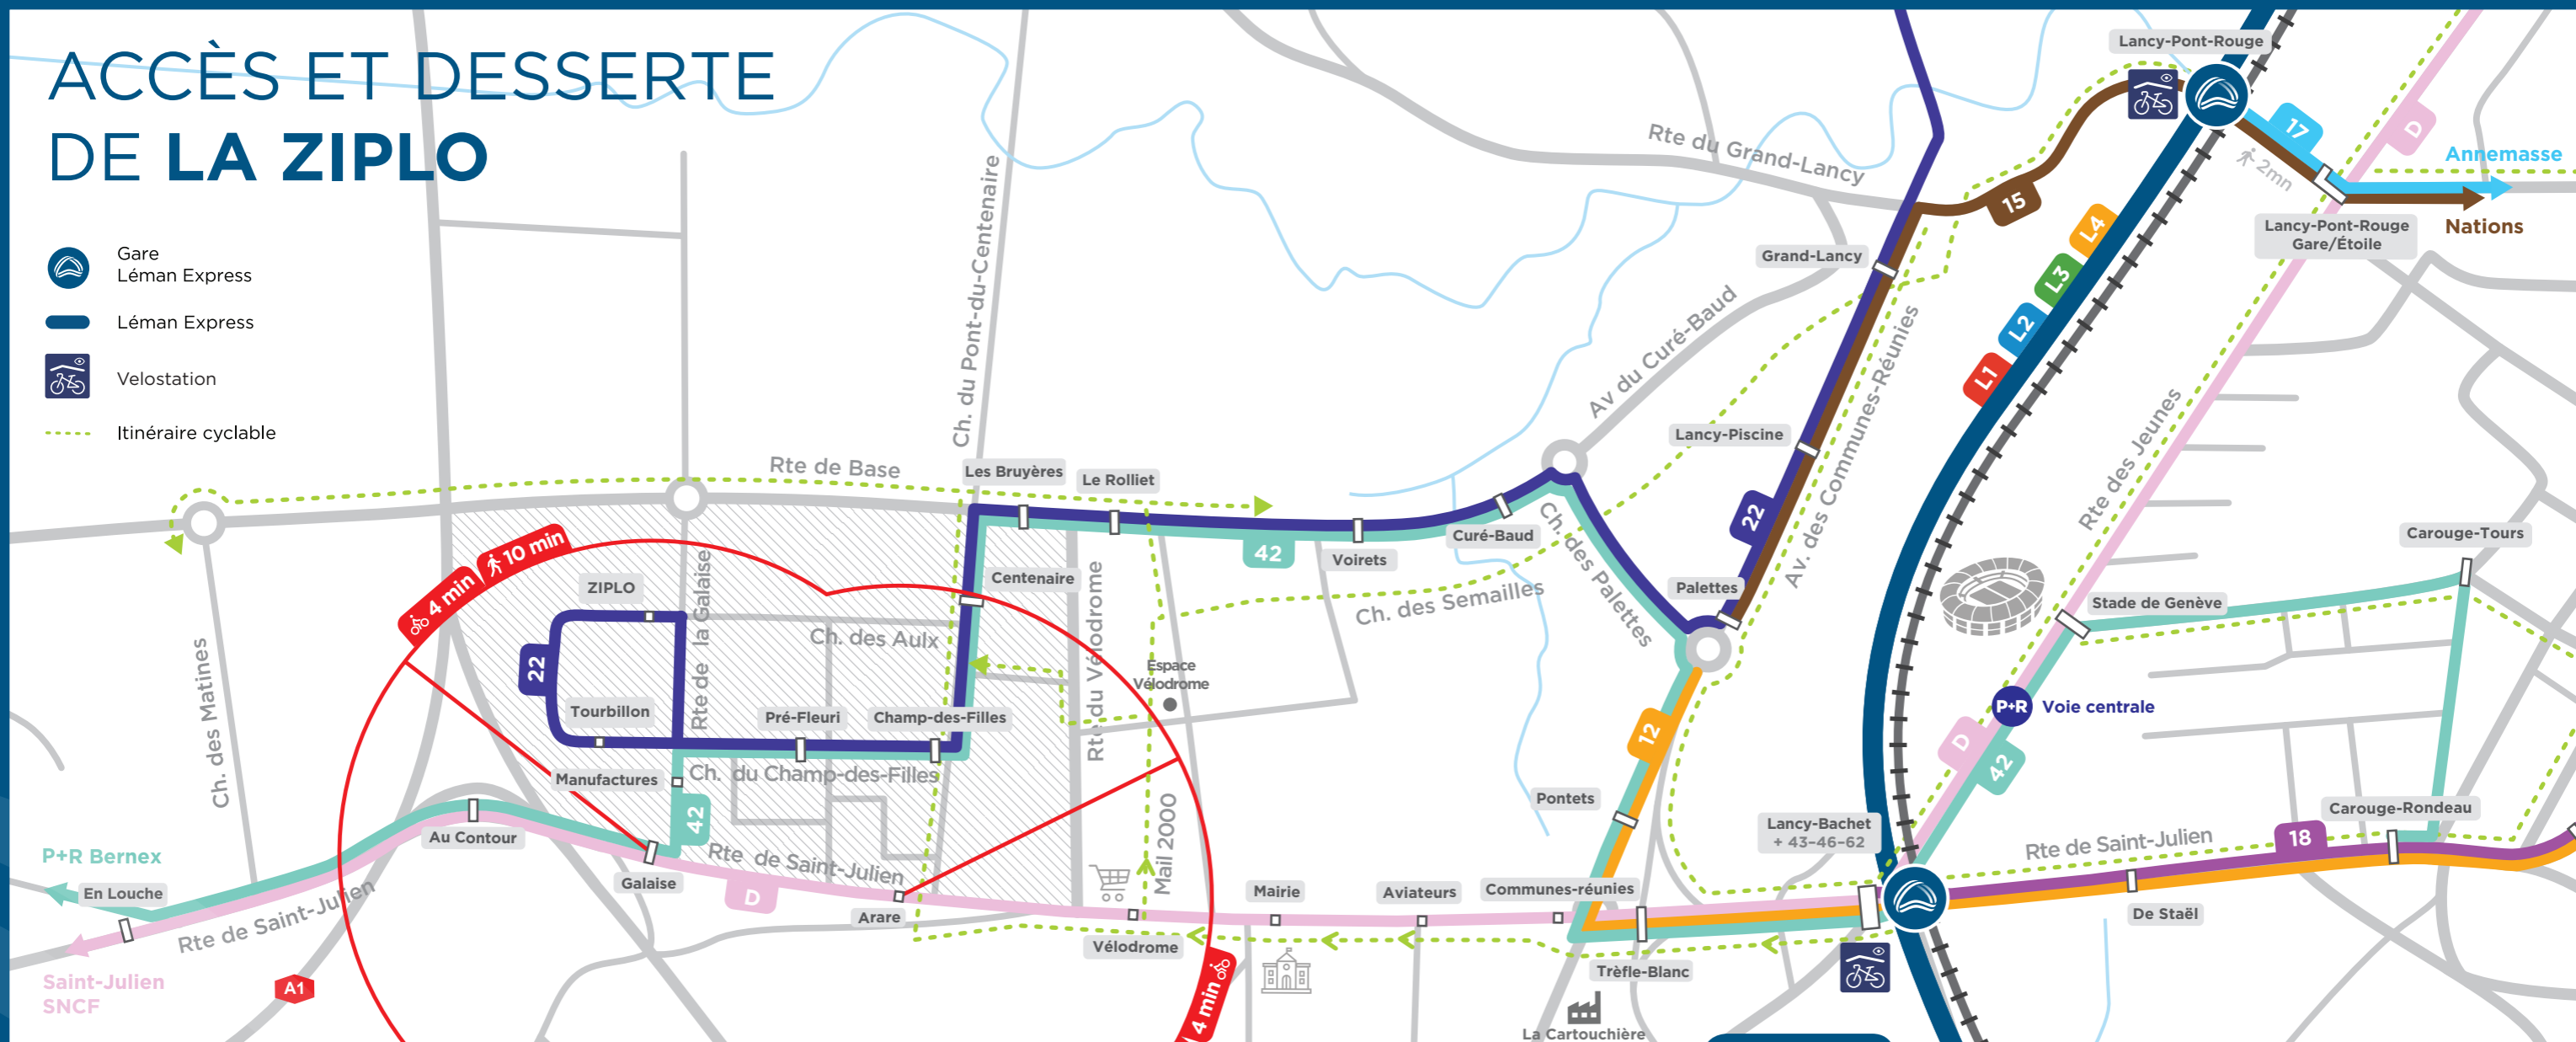 ACCÈS ET DESSERTE
DE LA ZIPLO
Gare
Léman Express
Léman Express
Velostation
Itinéraire cyclable
Lancy-Pont-Rouge
17
D
Annemasse
2mn
Nations
Lancy-Pont-Rouge
Gare/Étoile
Rte du Grand-Lancy
15
L4
L3
L2
L1
Grand-Lancy
Ch. du Pont-du-Centenaire
Av du Curé-Baud
Av. des Communes-Réunies
Lancy-Piscine
Rte des Jeunes
Rte de Base
Les Bruyères
Le Rolliet
22
42
Voirets
Curé-Baud
Ch. des Palettes
Carouge-Tours
4 min
10 min
ZIPLO
Rte de la Galaise
Centenaire
Rte du Vélodrome
Ch. des Semailles
Palettes
Stade de Genève
Ch. des Aulx
Ch. des Matines
22
Espace
Vélodrome
Tourbillon
Pré-Fleuri
Champ-des-Filles
P+R
Voie centrale
12
D
42
Manufactures
Ch. du Champ-des-Filles
42
Mail 2000
Pontets
Lancy-Bachet
+ 43-46-62
Carouge-Rondeau
Rte de Saint-Julien
18
Au Contour
P+R Bernex
En Louche
Rte de Saint-Julien
Galaise
Rte de Saint-Julien
D
Arare
Mairie
Aviateurs
Communes-réunies
De Staël
Vélodrome
Trèfle-Blanc
Saint-Julien
SNCF
A1
4 min
La Cartouchière